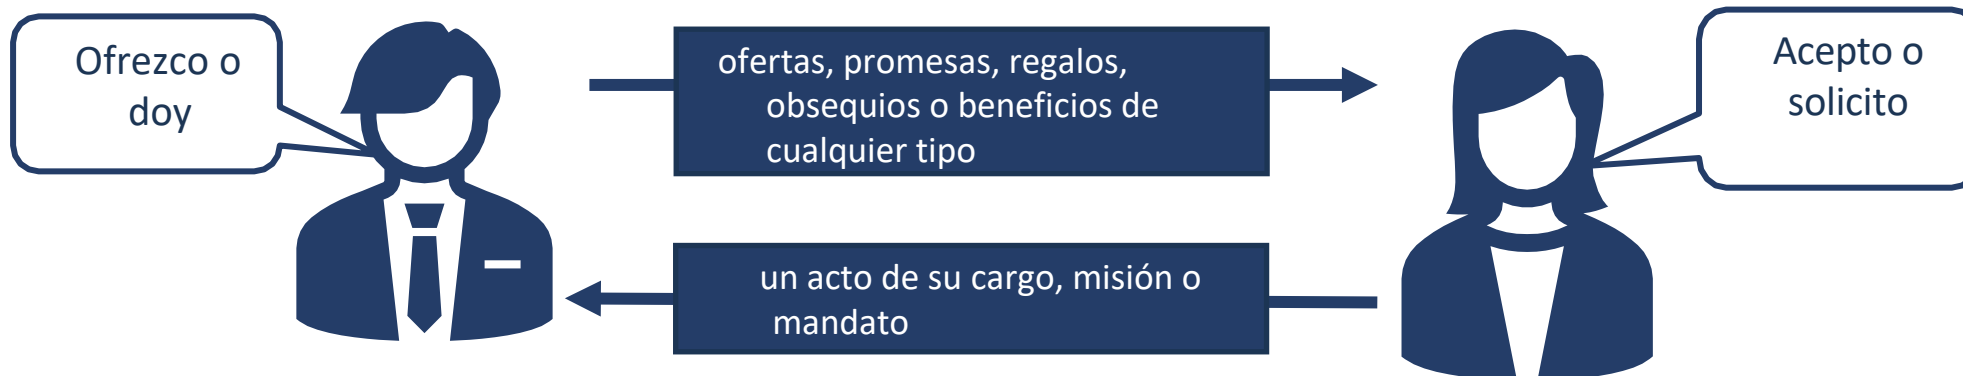 Ofrezco o
doy
ofertas, promesas, regalos,
obsequios o beneficios de
cualquier tipo
Acepto o
solicito
un acto de su cargo, misión o
mandato